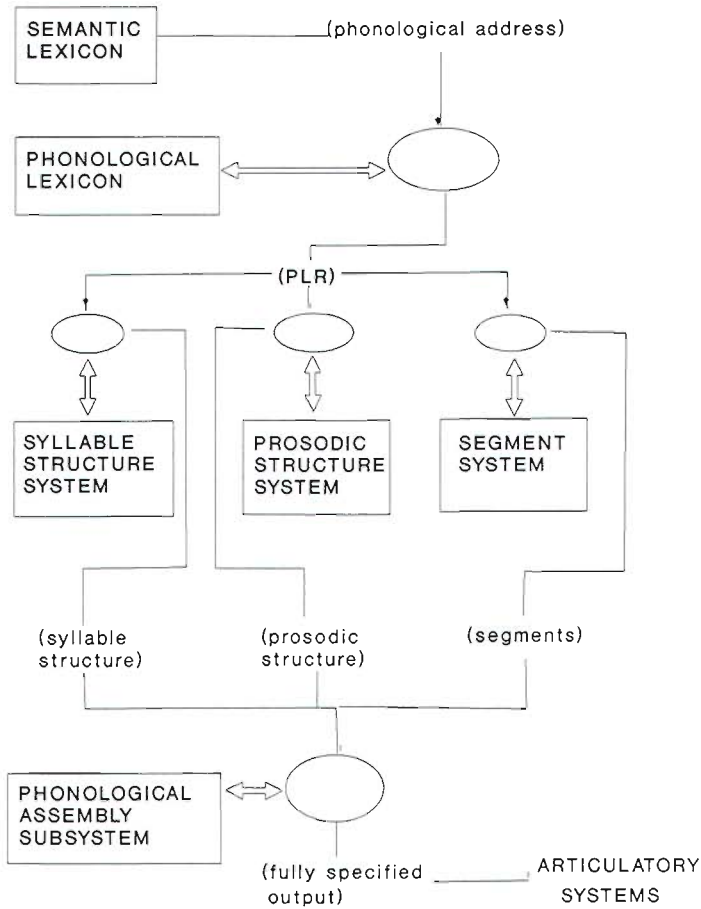 SEMANTIC
LEXICON
(phonological address)
PHONOLOGICAL
LEXICON
(PLR)
SYLLABLE
STRUCTURE
SYSTEM
PROSODIC
STRUCTURE
SYSTEM
SEGMENT
SYSTEM
(syllable
structure)
(prosodic
structure)
(segments)
PHONOLOGICAL
ASSEMBLY
SUBSYSTEM
(fully specified
output)
ARTICULATORY
SYSTEMS